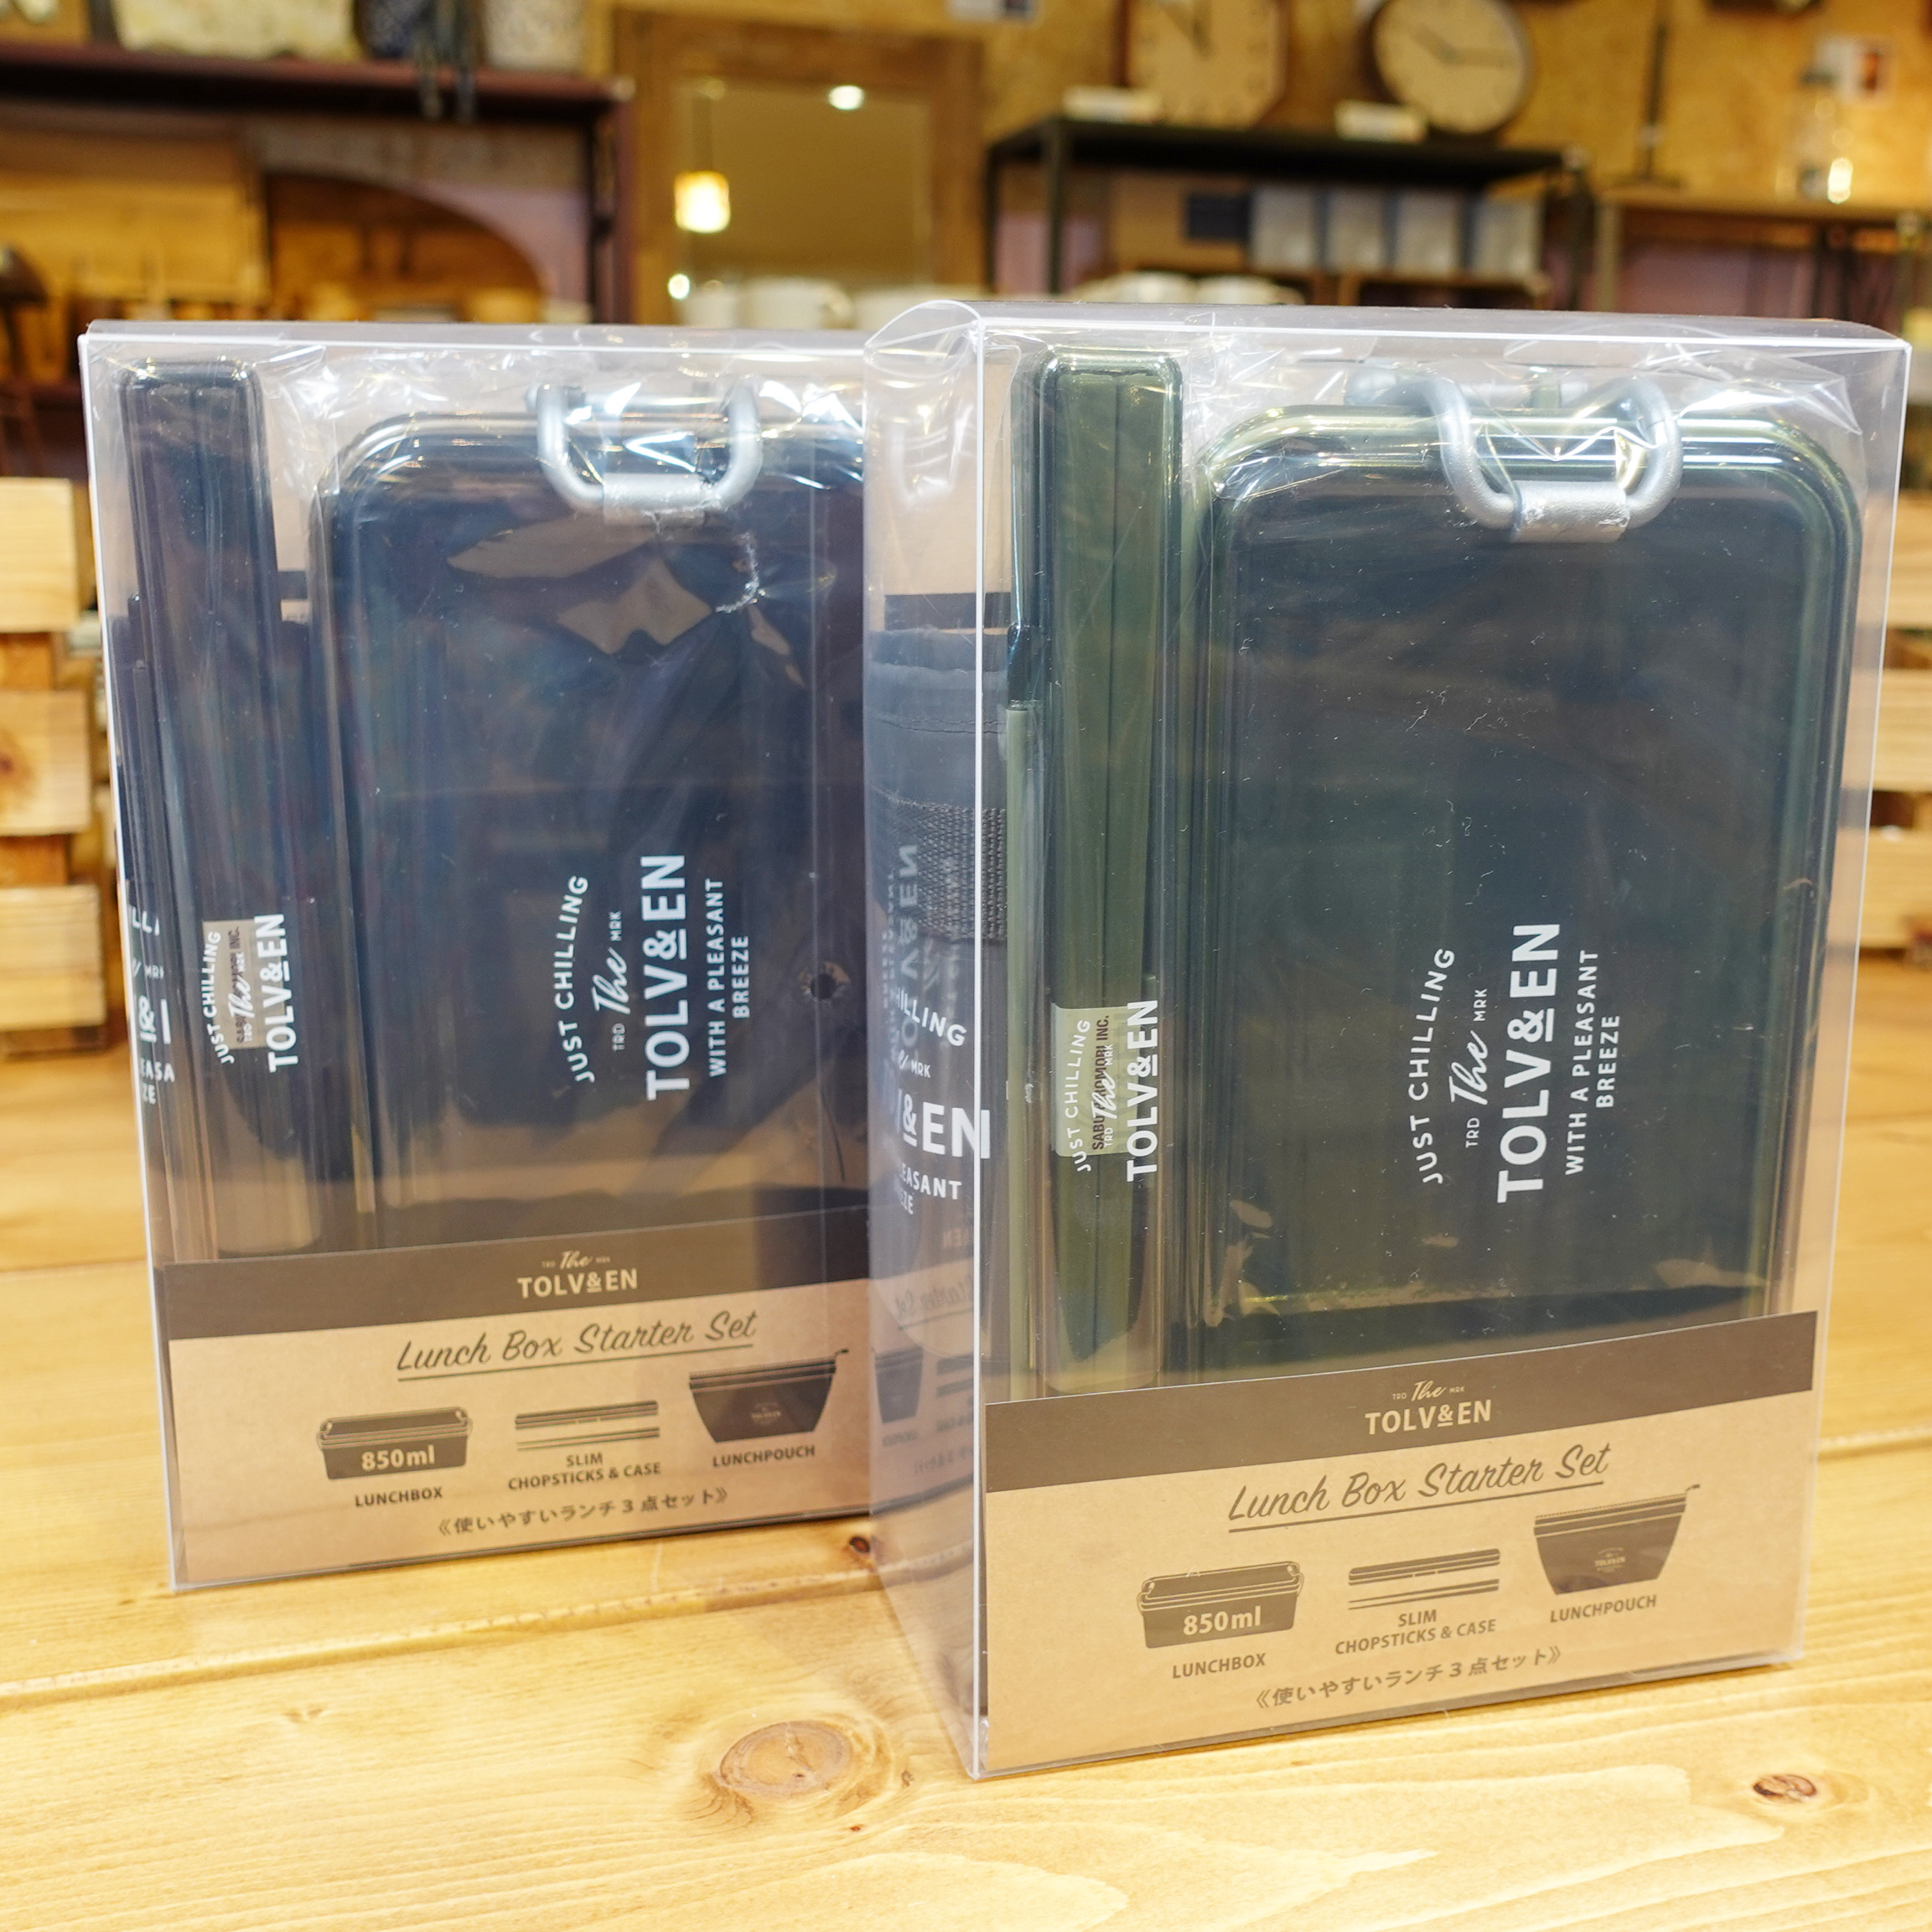 JUST CHILLING
TRD The MRK
TOLV&EN
JUST CHILLING
TRD The MRK
TOLV&EN
WITH A PLEASANT
BREEZE
TRD The MRK
TOLV&EN
Lunch Box Starter Set
850ml
LUNCHBOX
SLIM
CHOPSTICKS & CASE
LUNCHPOUCH
《使いやすいランチ3点セット》
JUST CHILLING
TRD The MRK
TOLV&EN
JUST CHILLING
TRD The MRK
TOLV&EN
WITH A PLEASANT
BREEZE
TRD The MRK
TOLV&EN
Lunch Box Starter Set
850ml
LUNCHBOX
SLIM
CHOPSTICKS & CASE
LUNCHPOUCH
《使いやすいランチ3点セット》